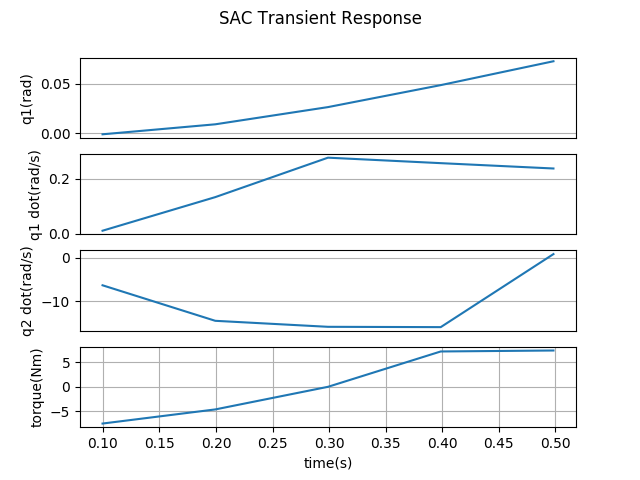 SAC Transient Response
q1(rad)
0.05
0.00
q1 dot(rad/s)
0.2
0.0
q2 dot(rad/s)
0
−10
torque(Nm)
5
0
−5
0.10 0.15 0.20 0.25 0.30 0.35 0.40 0.45 0.50
time(s)